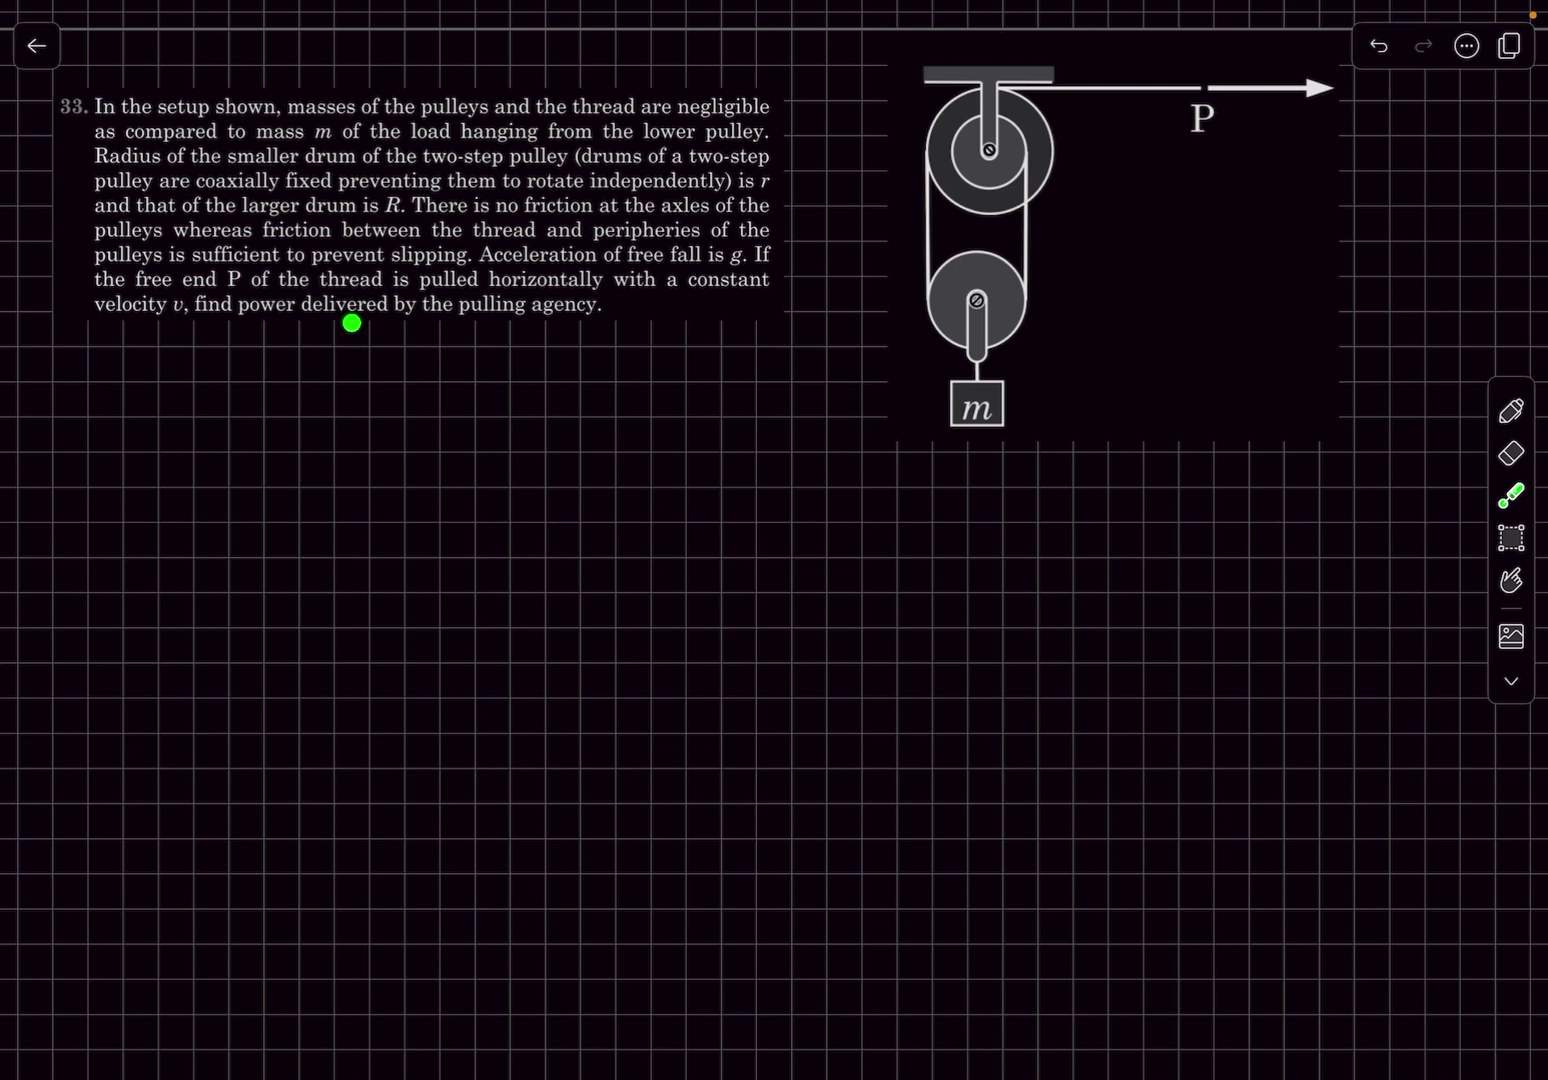 33. In the setup shown, masses of the pulleys and the thread are negligible
as compared to mass m of the load hanging from the lower pulley.
Radius of the smaller drum of the two-step pulley (drums of a two-step
pulley are coaxially fixed preventing them to rotate independently) is r
and that of the larger drum is R. There is no friction at the axles of the
pulleys whereas friction between the thread and peripheries of the
pulleys is sufficient to prevent slipping. Acceleration of free fall is g. If
the free end P of the thread is pulled horizontally with a constant
velocity v, find power delivered by the pulling agency.
P
m